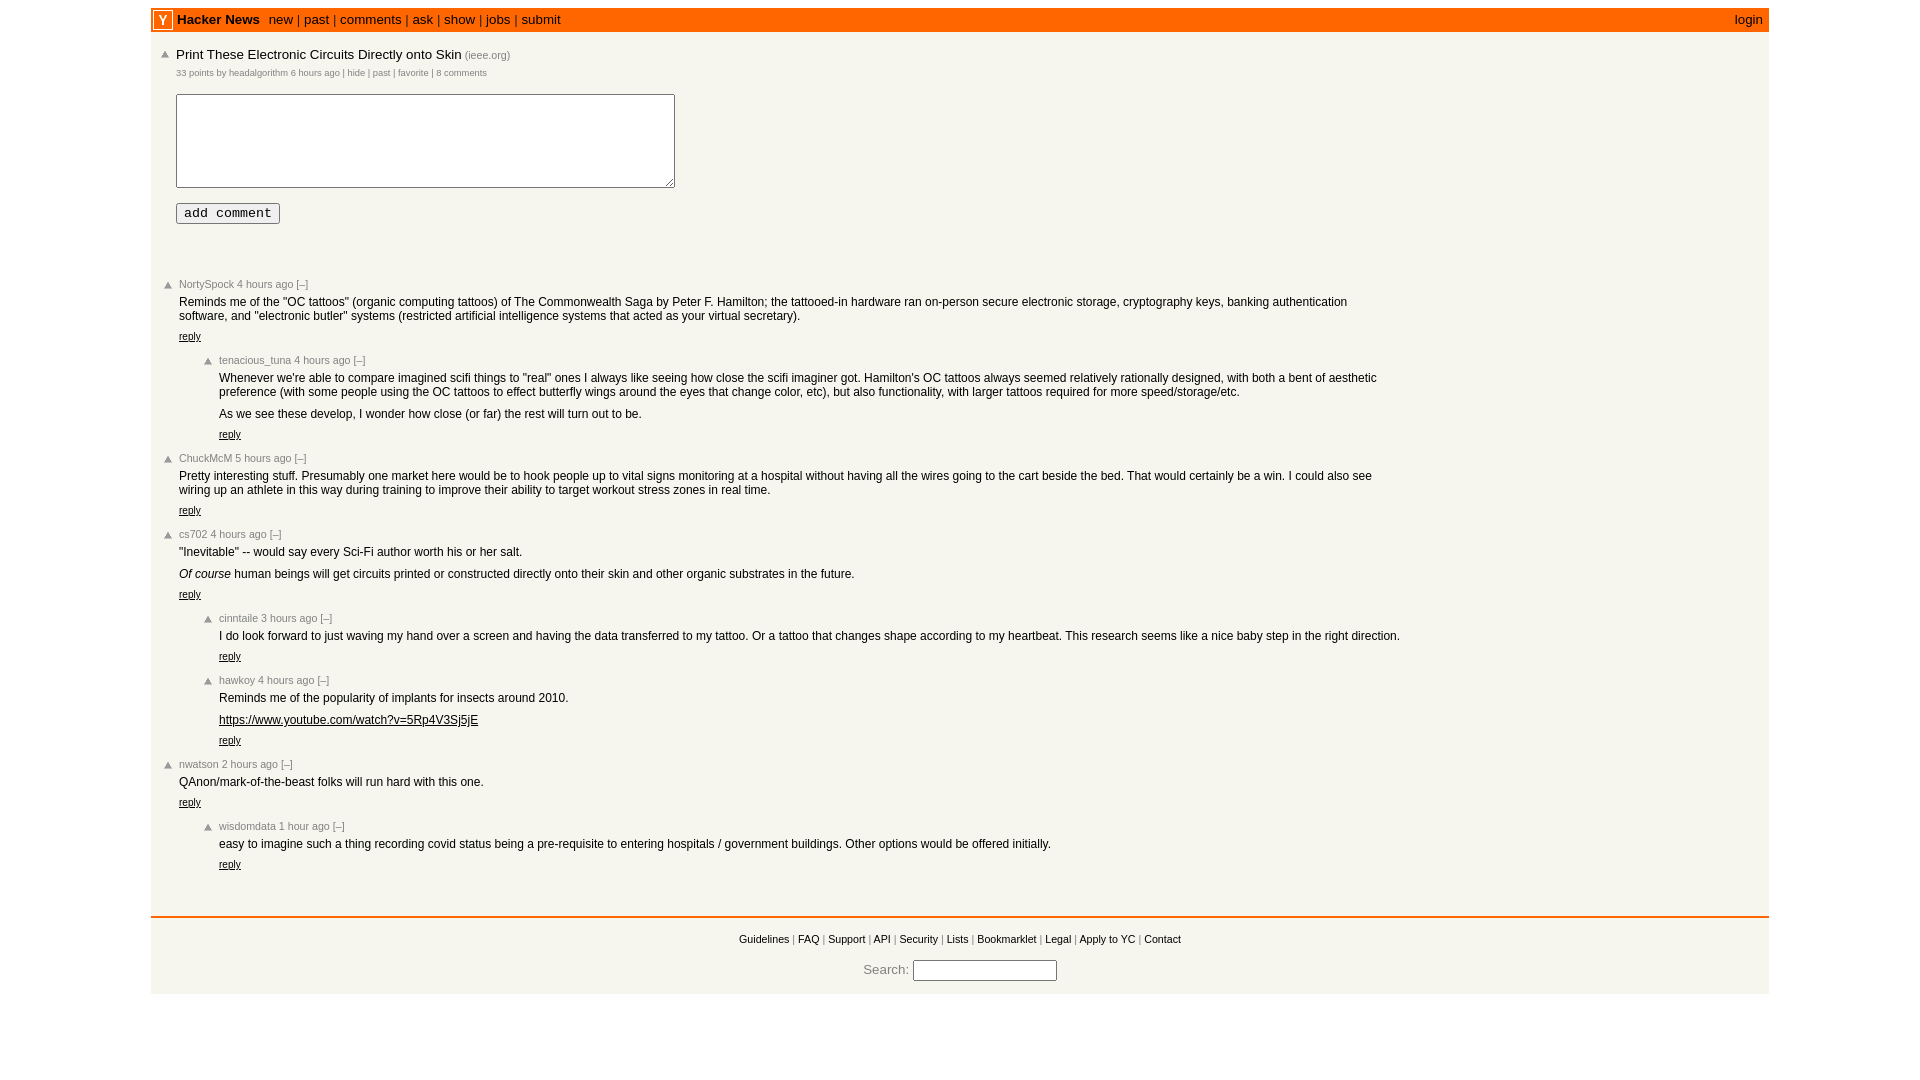 Y Hacker News new | past | comments | ask | show | jobs | submit login
Print These Electronic Circuits Directly onto Skin (ieee.org)
33 points by headalgorithm 6 hours ago | hide | past | favorite | 8 comments
add comment
NortySpock 4 hours ago [–]
Reminds me of the "OC tattoos" (organic computing tattoos) of The Commonwealth Saga by Peter F. Hamilton; the tattooed-in hardware ran on-person secure electronic storage, cryptography keys, banking authentication
software, and "electronic butler" systems (restricted artificial intelligence systems that acted as your virtual secretary).
reply
tenacious_tuna 4 hours ago [–]
Whenever we're able to compare imagined scifi things to "real" ones I always like seeing how close the scifi imaginer got. Hamilton's OC tattoos always seemed relatively rationally designed, with both a bent of aesthetic
preference (with some people using the OC tattoos to effect butterfly wings around the eyes that change color, etc), but also functionality, with larger tattoos required for more speed/storage/etc.
As we see these develop, I wonder how close (or far) the rest will turn out to be.
reply
ChuckMcM 5 hours ago [–]
Pretty interesting stuff. Presumably one market here would be to hook people up to vital signs monitoring at a hospital without having all the wires going to the cart beside the bed. That would certainly be a win. I could also see
wiring up an athlete in this way during training to improve their ability to target workout stress zones in real time.
reply
cs702 4 hours ago [–]
"Inevitable" -- would say every Sci-Fi author worth his or her salt.
Of course human beings will get circuits printed or constructed directly onto their skin and other organic substrates in the future.
reply
cinntaile 3 hours ago [–]
I do look forward to just waving my hand over a screen and having the data transferred to my tattoo. Or a tattoo that changes shape according to my heartbeat. This research seems like a nice baby step in the right direction.
reply
hawkoy 4 hours ago [–]
Reminds me of the popularity of implants for insects around 2010.
https://www.youtube.com/watch?v=5Rp4V3Sj5jE
reply
nwatson 2 hours ago [–]
QAnon/mark-of-the-beast folks will run hard with this one.
reply
wisdomdata 1 hour ago [–]
easy to imagine such a thing recording covid status being a pre-requisite to entering hospitals / government buildings. Other options would be offered initially.
reply
Guidelines | FAQ | Support | API | Security | Lists | Bookmarklet | Legal | Apply to YC | Contact
Search: